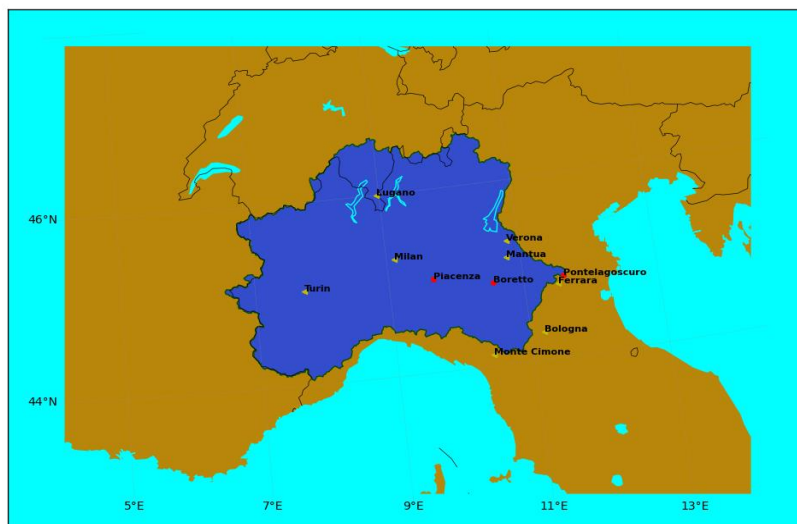 Lugano
46°N
Verona
Milan
Mantua
Piacenza
Boretto
Pontelagoscuro
Ferrara
Turin
Bologna
Monte Cimone
44°N
5°E
7°E
9°E
11°E
13°E